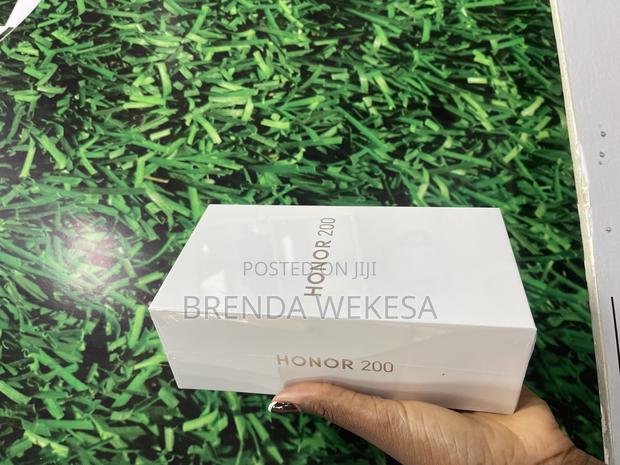 HONOR 200
POSTED ON JIJI
BRENDA WEKESA
HONOR 200